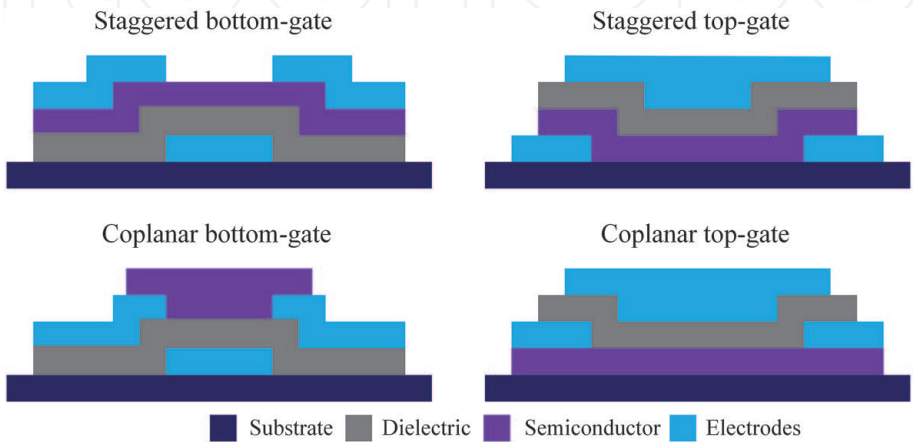 Staggered bottom-gate
Staggered top-gate
Coplanar bottom-gate
Coplanar top-gate
Substrate Dielectric Semiconductor Electrodes